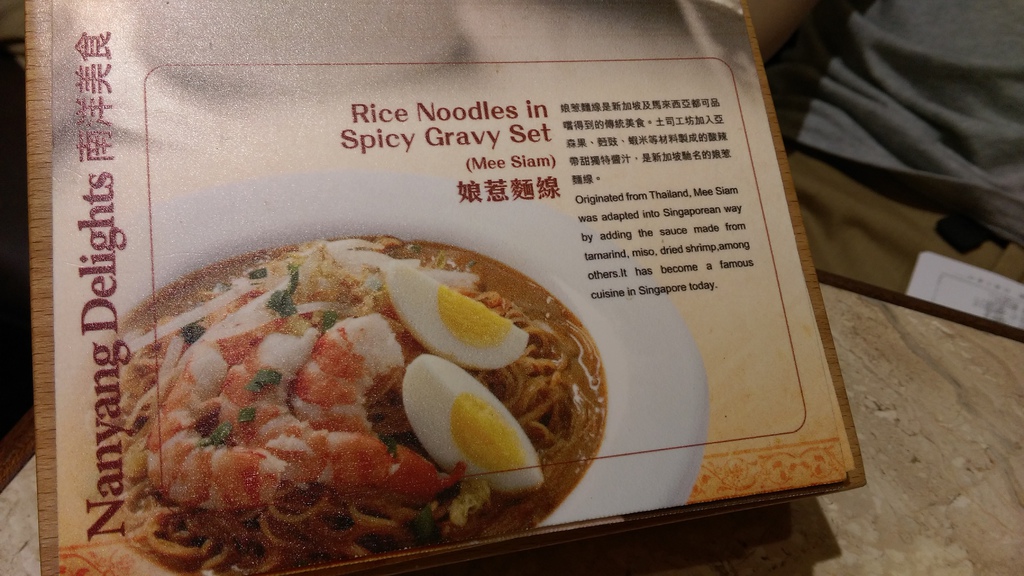 Nanyang Delights 南洋美食
Rice Noodles in
Spicy Gravy Set
(Mee Siam)
娘惹麵線
娘惹麵線是新加坡及馬來西亞都可品
嚐得到的傳統美食。土司工坊加入亞
森果、麪豉、蝦米等材料製成的酸辣
帶甜獨特醬汁，是新加坡馳名的娘惹
麵線。
Originated from Thailand, Mee Siam
was adapted into Singaporean way
by adding the sauce made from
tamarind, miso, dried shrimp,among
others.It has become a famous
cuisine in Singapore today.